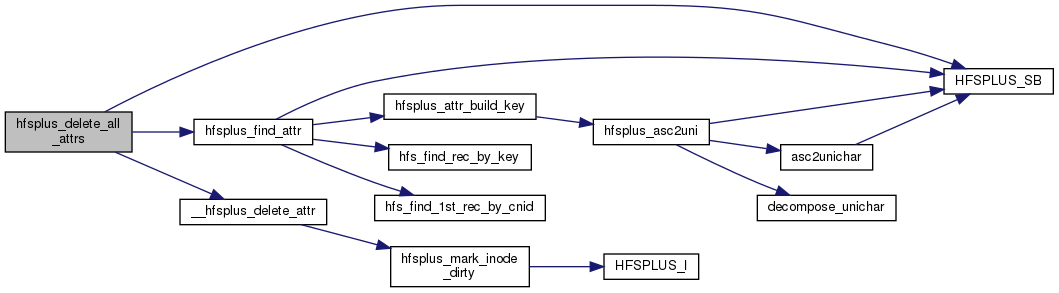 hfsplus_delete_all
_attrs
hfsplus_find_attr
__hfsplus_delete_attr
hfsplus_attr_build_key
hfs_find_rec_by_key
hfs_find_1st_rec_by_cnid
hfsplus_mark_inode
_dirty
hfsplus_asc2uni
HFSPLUS_I
asc2unichar
decompose_unichar
HFSPLUS_SB